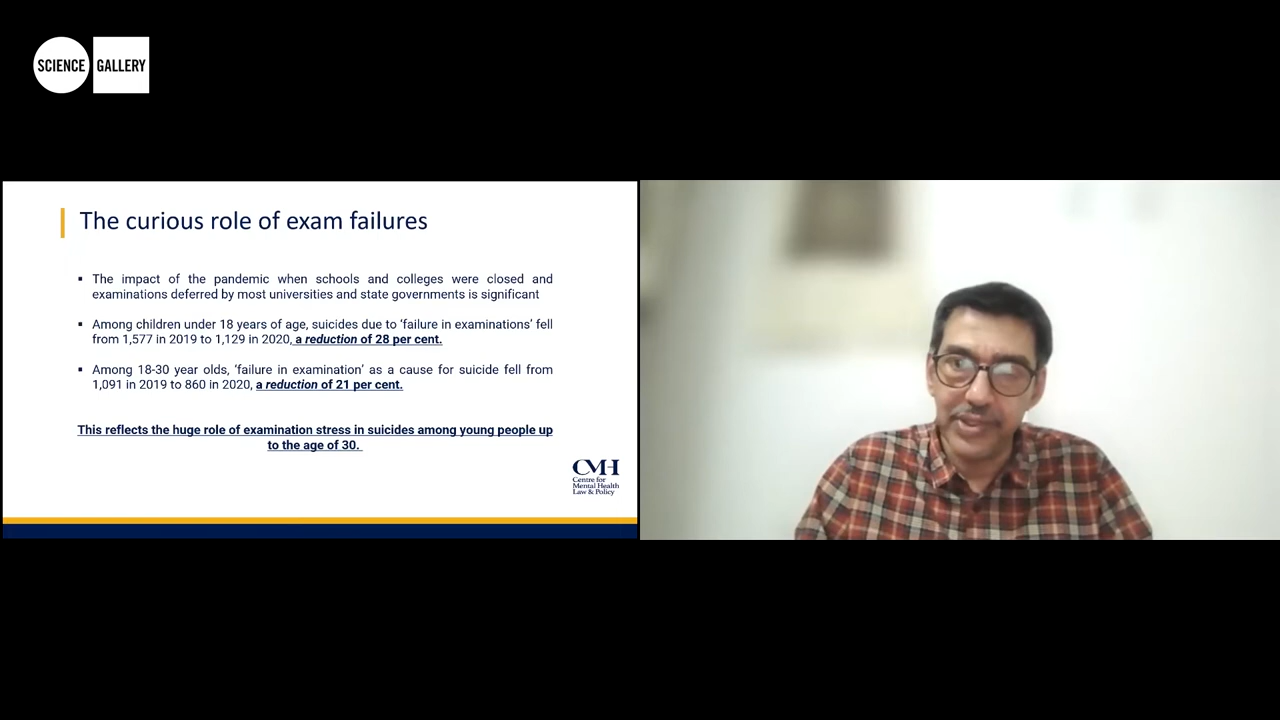 SCIENCE GALLERY
The curious role of exam failures
▪ The impact of the pandemic when schools and colleges were closed and
examinations deferred by most universities and state governments is significant
▪ Among children under 18 years of age, suicides due to ‘failure in examinations’ fell
from 1,577 in 2019 to 1,129 in 2020, a reduction of 28 per cent.
▪ Among 18-30 year olds, ‘failure in examination’ as a cause for suicide fell from
1,091 in 2019 to 860 in 2020, a reduction of 21 per cent.
This reflects the huge role of examination stress in suicides among young people up
to the age of 30.
CMH
Centre for
Mental Health
Law & Policy